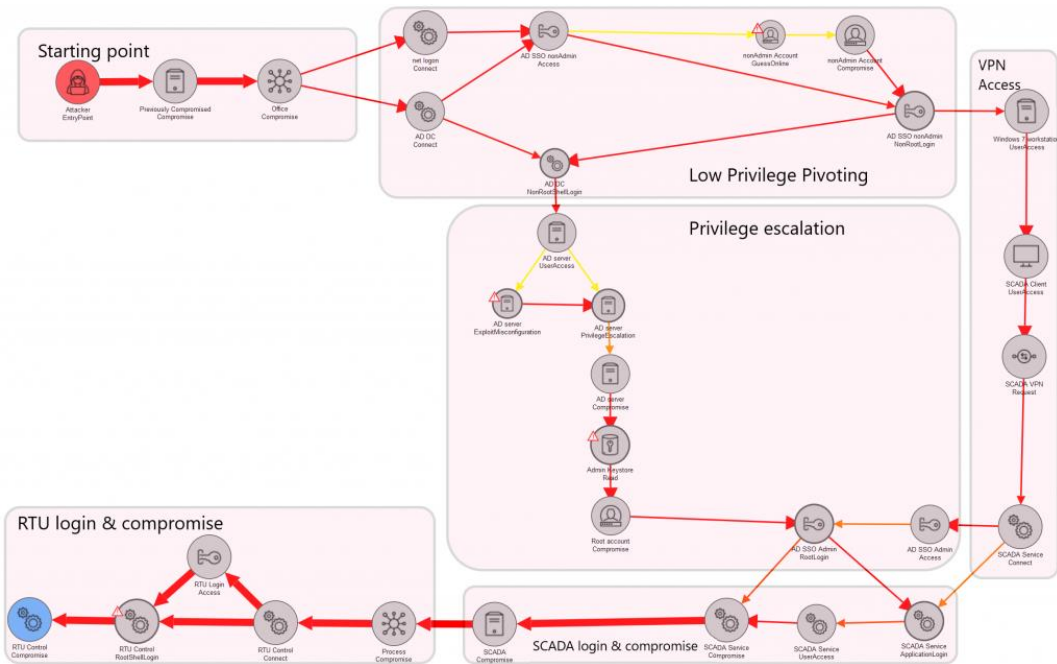 Starting point
Attacker
EntryPoint
Previously Compromised
Compromise
Office
Compromise
net login
Connect
AD SSO nonAdmin
Access
nonAdmin Account
GuessOnline
nonAdmin Account
Compromise
AD DC
Connect
AD SSO nonAdmin
NonRootLogin
AD DC
NonRootShellLogin
Low Privilege Pivoting
VPN
Access
Windows 7 workstation
UserAccess
SCADA Client
UserAccess
SCADA VPN
Request
SCADA Service
Connect
Privilege escalation
AD server
UserAccess
AD server
ExploitMisconfiguration
AD server
PrivilegeEscalation
AD server
Compromise
Admin Keystore
Read
Root account
Compromise
AD SSO Admin
RootLogin
AD SSO Admin
Access
RTU login & compromise
RTU Login
Access
RTU Control
Compromise
RTU Control
RootShellLogin
RTU Control
Connect
Process
Compromise
SCADA
Compromise
SCADA login & compromise
SCADA Service
Compromise
SCADA Service
UserAccess
SCADA Service
ApplicationLogin